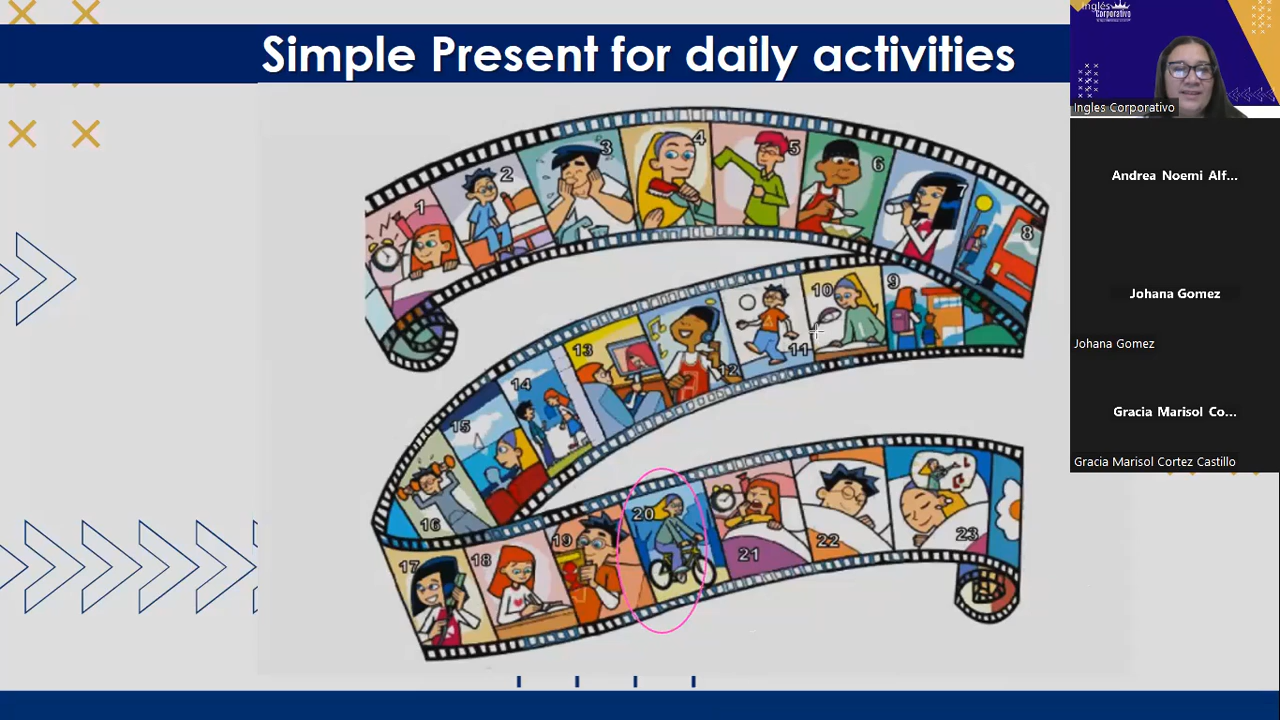 Simple Present for daily activities
Inglés
Corporativo
Ingles Corporativo
Andrea Noemi Alf...
Johana Gomez
Johana Gomez
Gracia Marisol Co...
Gracia Marisol Cortez Castillo
1
2
3
4
5
6
7
8
9
10
11
12
13
14
15
16
17
18
19
20
21
22
23